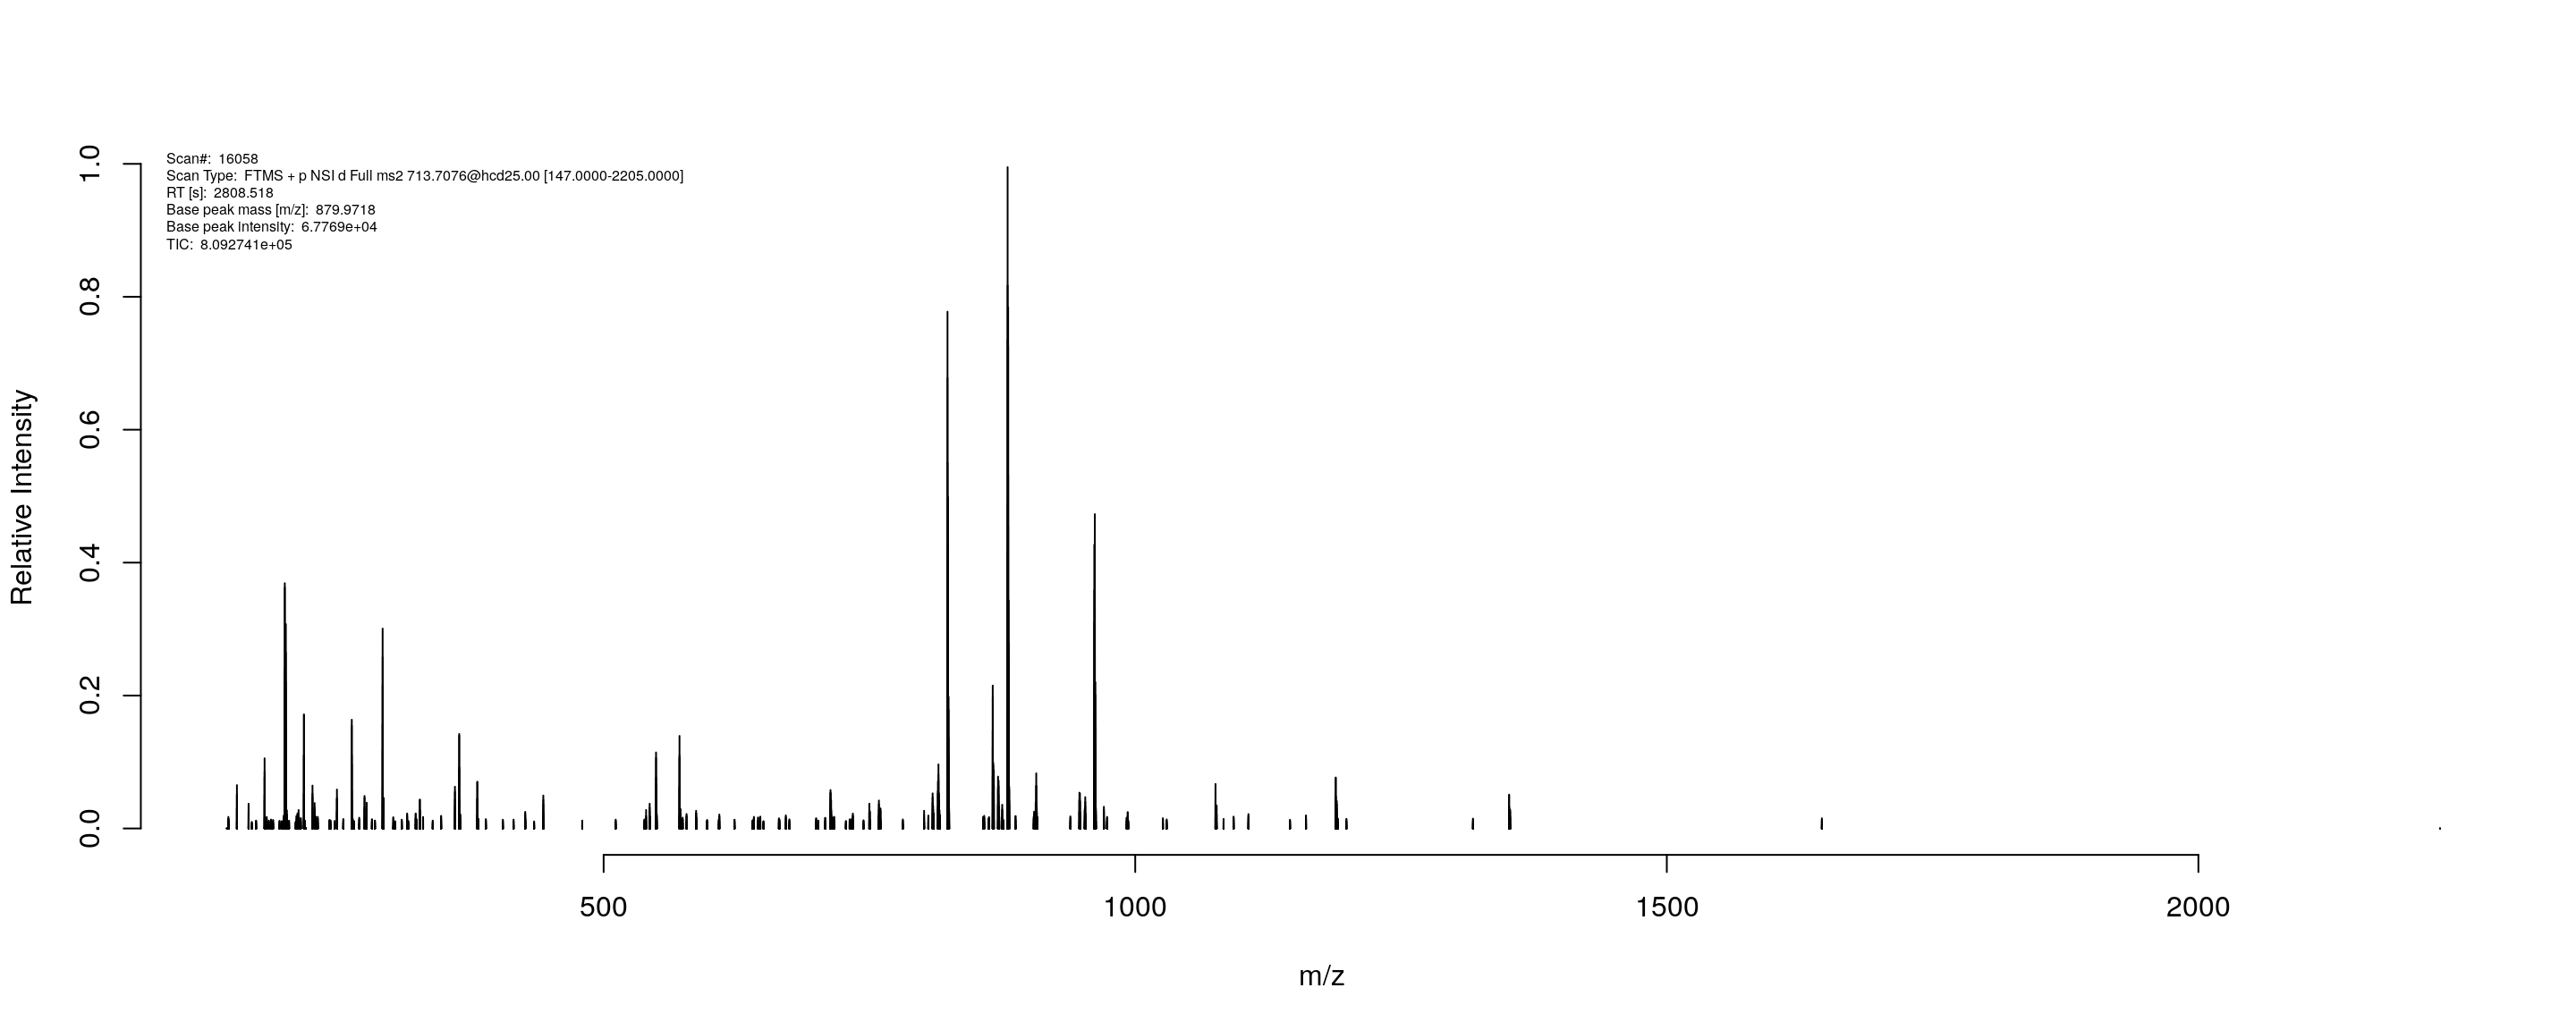 Scan#: 16058
Scan Type: FTMS + p NSI d Full ms2 713.7076@hcd25.00 [147.0000-2205.0000]
RT [s]: 2808.518
Base peak mass [m/z]: 879.9718
Base peak intensity: 6.7769e+04
TIC: 8.092741e+05
1.0
0.8
0.6
0.4
0.2
0.0
Relative Intensity
500 1000 1500 2000
m/z